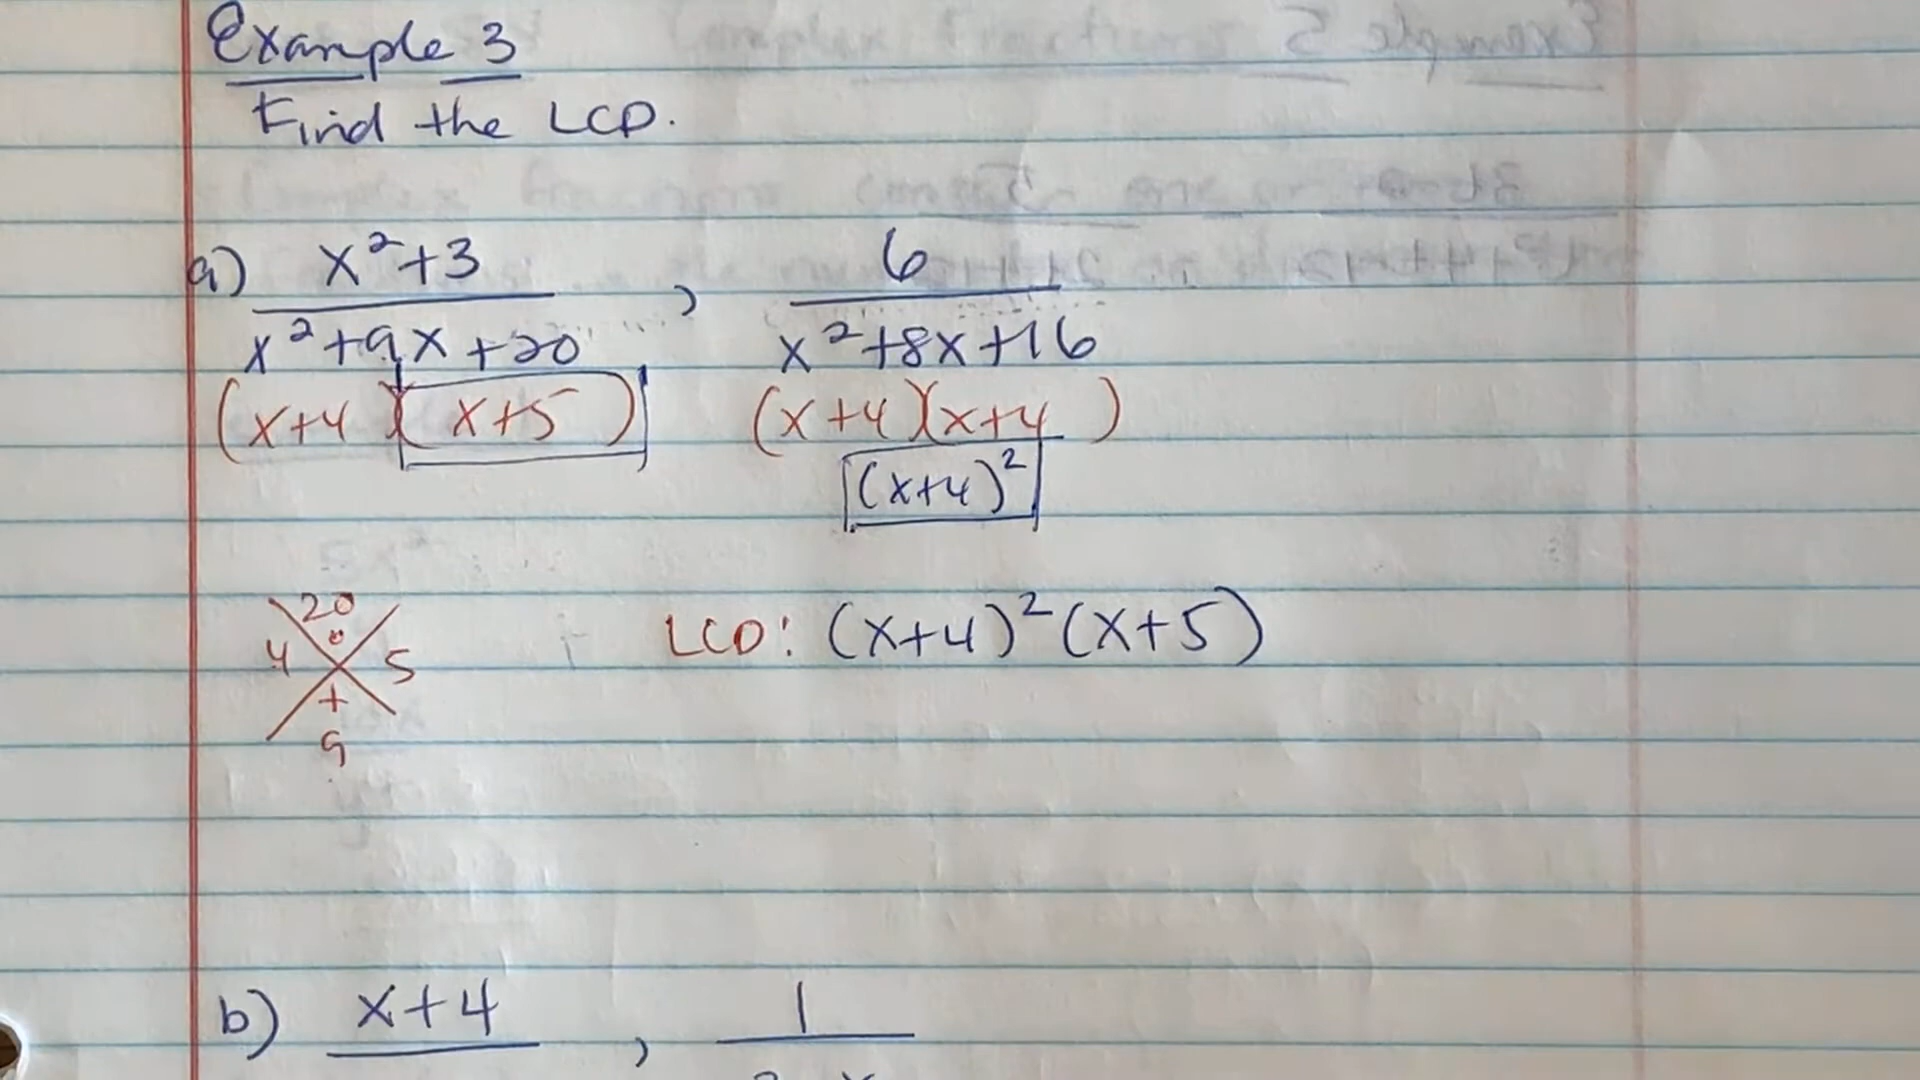 Example 3
Find the LCD.
a) x²+3 , 6
x²+9x+20 x²+8x+16
(x+4)(x+5) (x+4)(x+4)
(x+4)²
20
4 5
+
9
LCD: (x+4)²(x+5)
b) x+4 , 1